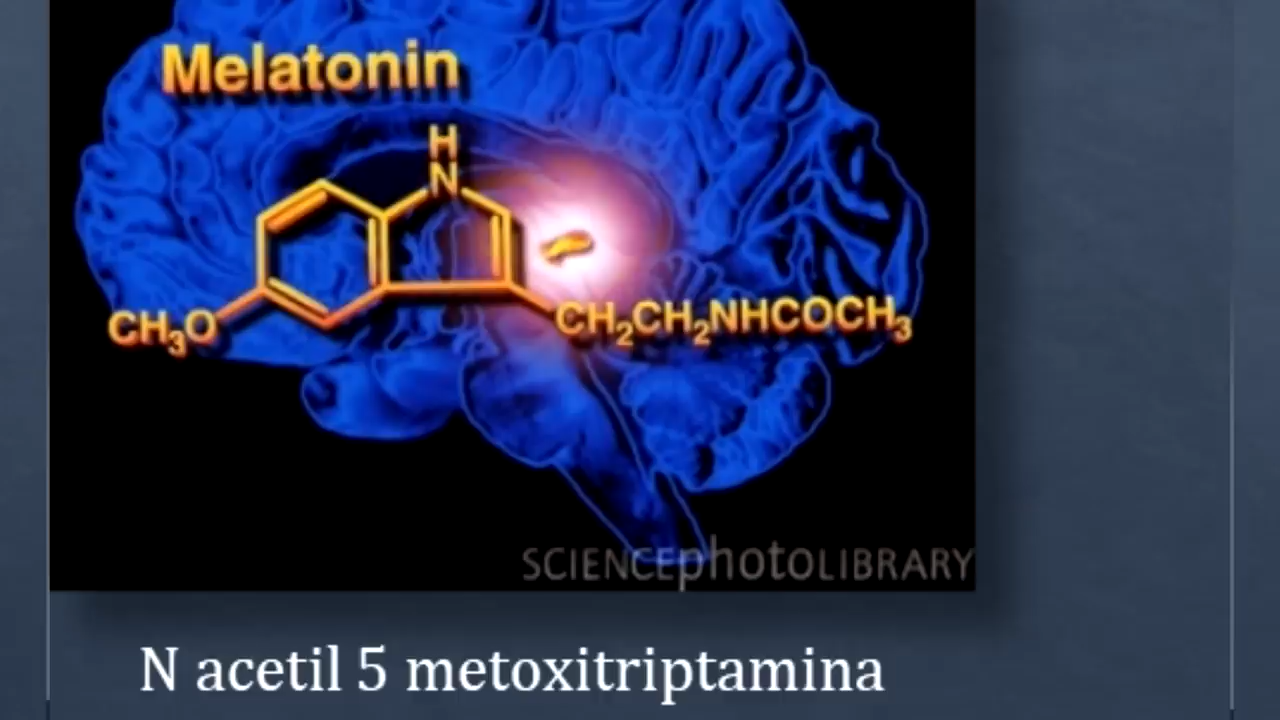 Melatonin
H
N
CH₃O
CH₂CH₂NHCOCH₃
SCIENCEphotoLIBRARY
N acetil 5 metoxitriptamina